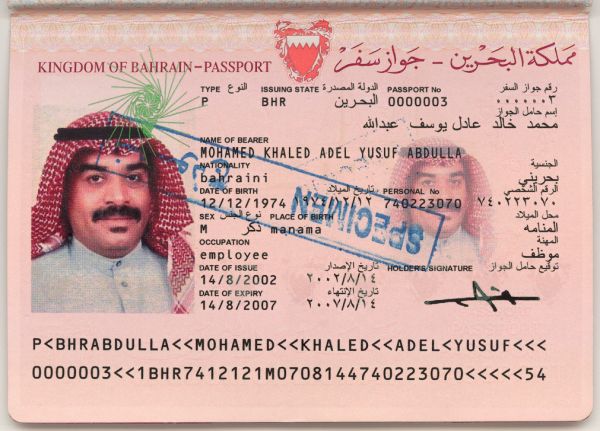 KINGDOM OF BAHRAIN-PASSPORT مملكة البحرين - جواز سفر
TYPE النوع ISSUING STATE الدولة المصدرة PASSPORT No رقم جواز السفر
P BHR البحرين 0000003 ٠٠٠٠٠٠٣
إسم حامل الجواز
محمد خالد عادل يوسف عبدالله
NAME OF BEARER
MOHAMED KHALED ADEL YUSUF ABDULLA
NATIONALITY الجنسية
bahraini بحريني
DATE OF BIRTH تاريخ الميلاد PERSONAL No الرقم الشخصي
12/12/1974 ١٩٧٤/١٢/١٢ 740223070 ٧٤٠٢٢٣٠٧٠
SEX نوع الجنس PLACE OF BIRTH محل الميلاد
M ذكر manama المنامه
OCCUPATION المهنة
employee موظف
DATE OF ISSUE تاريخ الإصدار HOLDER'S SIGNATURE توقيع حامل الجواز
14/8/2002 ٢٠٠٢/٨/١٤
DATE OF EXPIRY تاريخ الإنتهاء
14/8/2007 ٢٠٠٧/٨/١٤
SPECIMEN
P<BHRABDULLA<<MOHAMED<<KHALED<<ADEL<YUSUF<<<
0000003<<1BHR7412121M0708144740223070<<<<<54